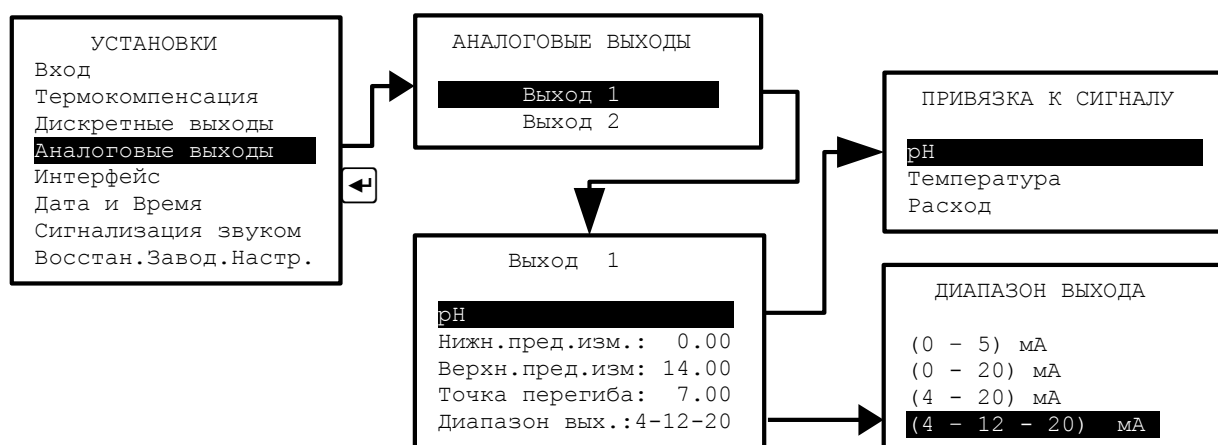 УСТАНОВКИ
Вход
Термокомпенсация
Дискретные выходы
Аналоговые выходы
Интерфейс
Дата и Время
Сигнализация звуком
Восстан.Завод.Настр.
АНАЛОГОВЫЕ ВЫХОДЫ
Выход 1
Выход 2
Выход 1
pH
Нижн.пред.изм.: 0.00
Верхн.пред.изм: 14.00
Точка перегиба: 7.00
Диапазон вых.:4-12-20
ПРИВЯЗКА К СИГНАЛУ
pH
Температура
Расход
ДИАПАЗОН ВЫХОДА
(0 – 5) мА
(0 - 20) мА
(4 - 20) мА
(4 – 12 - 20) мА